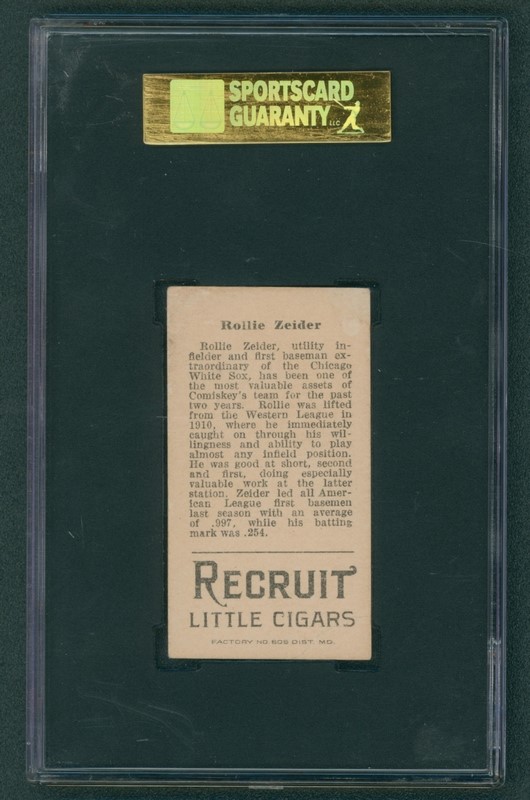 SPORTSCARD
GUARANTY LLC
Rollie Zeider
Rollie Zeider, utility in-
fielder and first baseman ex-
traordinary of the Chicago
White Sox, has been one of
the most valuable assets of
Comiskey's team for the past
two years. Rollie was lifted
from the Western League in
1910, where he immediately
caught on through his wil-
lingness and ability to play
almost any infield position.
He was good at short, second
and first, doing especially
valuable work at the latter
station. Zeider led all Amer-
ican League first basemen
last season with an average
of .997, while his batting
mark was .254.
RECRUIT
LITTLE CIGARS
FACTORY NO. 606 DIST. MD.